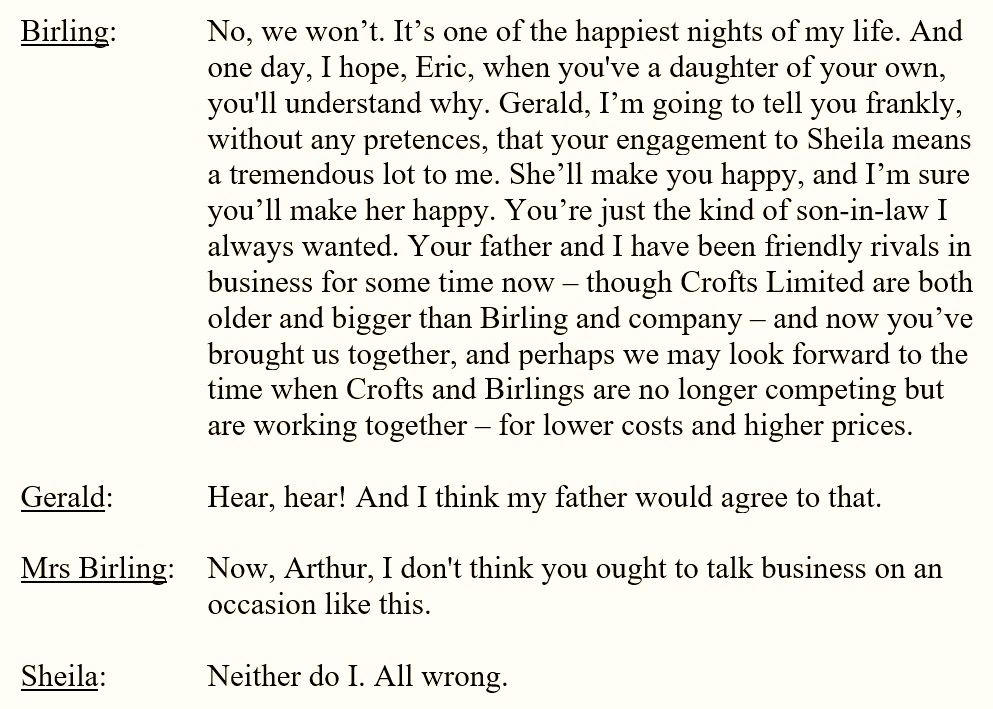 Birling: No, we won’t. It’s one of the happiest nights of my life. And
one day, I hope, Eric, when you've a daughter of your own,
you'll understand why. Gerald, I’m going to tell you frankly,
without any pretences, that your engagement to Sheila means
a tremendous lot to me. She’ll make you happy, and I’m sure
you’ll make her happy. You’re just the kind of son-in-law I
always wanted. Your father and I have been friendly rivals in
business for some time now – though Crofts Limited are both
older and bigger than Birling and company – and now you’ve
brought us together, and perhaps we may look forward to the
time when Crofts and Birlings are no longer competing but
are working together – for lower costs and higher prices.
Gerald: Hear, hear! And I think my father would agree to that.
Mrs Birling: Now, Arthur, I don't think you ought to talk business on an
occasion like this.
Sheila: Neither do I. All wrong.